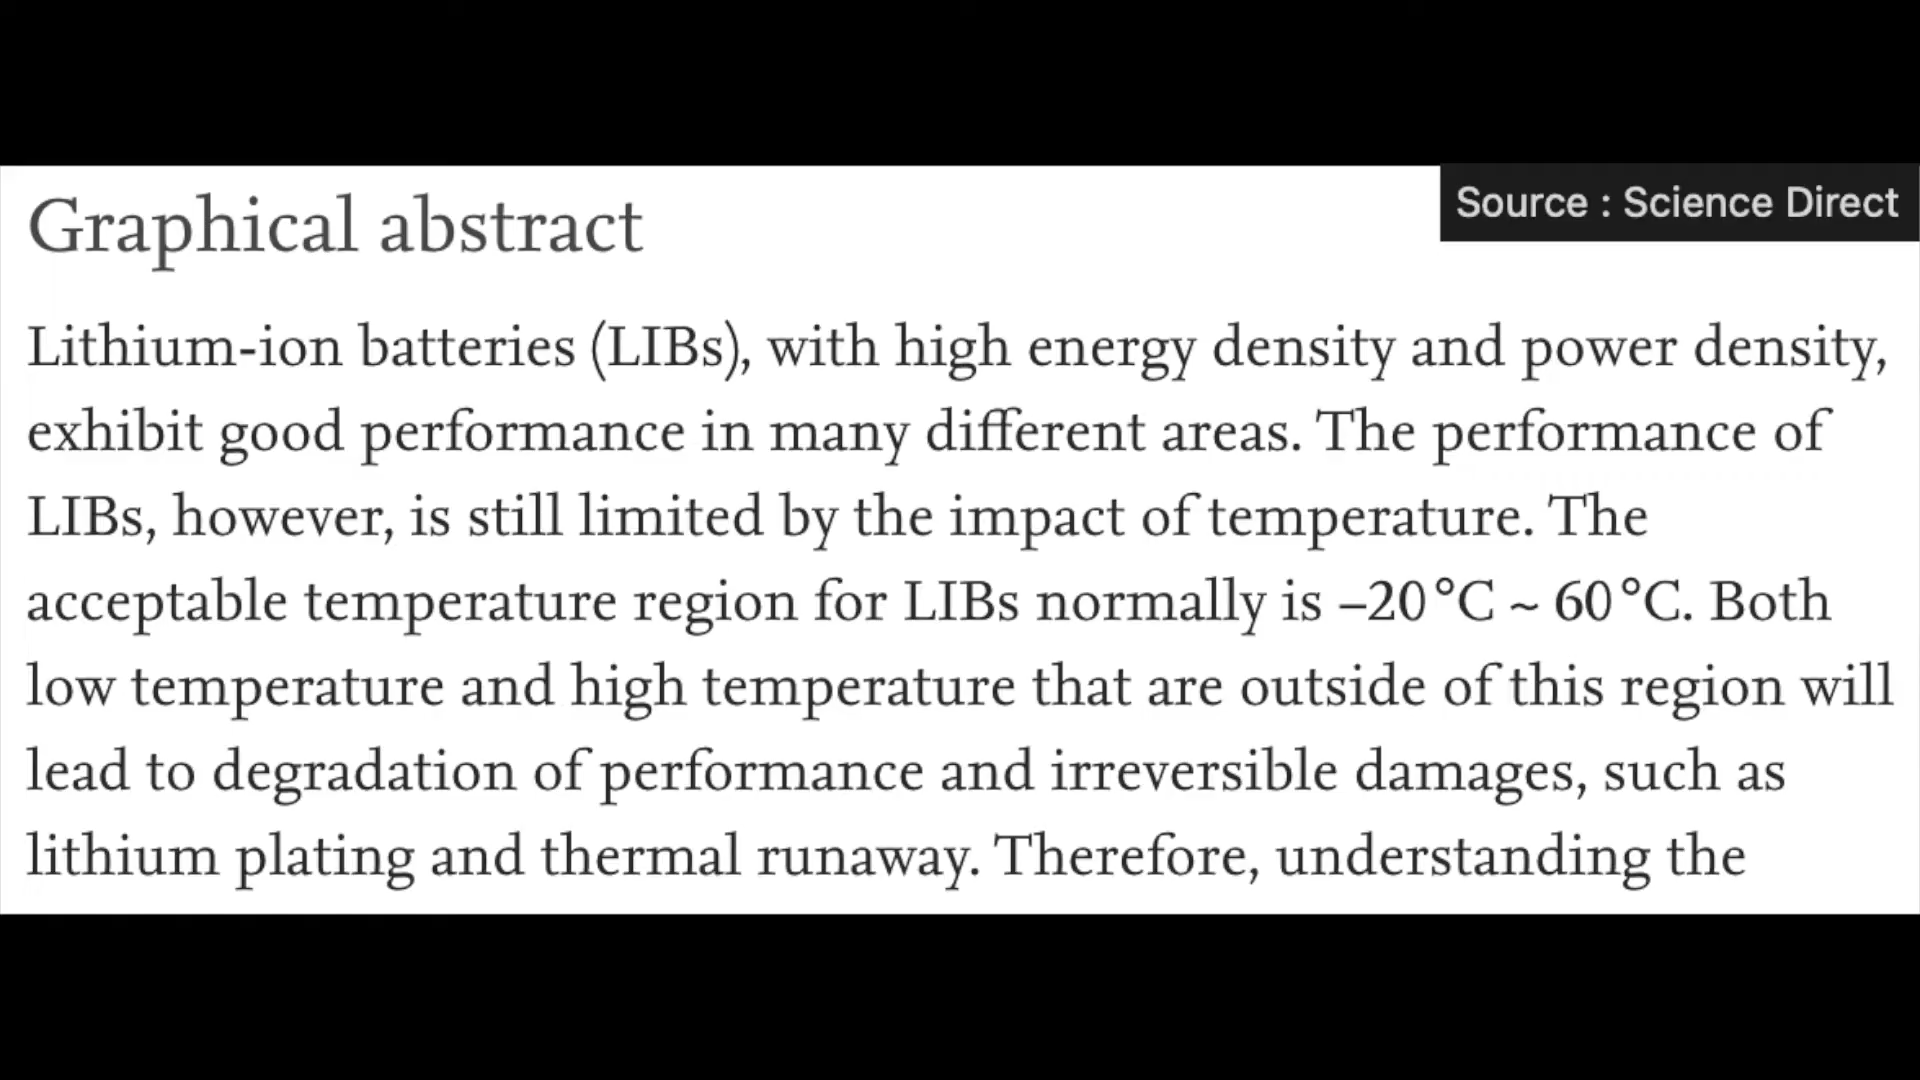 Source : Science Direct
Graphical abstract
Lithium-ion batteries (LIBs), with high energy density and power density,
exhibit good performance in many different areas. The performance of
LIBs, however, is still limited by the impact of temperature. The
acceptable temperature region for LIBs normally is –20 °C ~ 60 °C. Both
low temperature and high temperature that are outside of this region will
lead to degradation of performance and irreversible damages, such as
lithium plating and thermal runaway. Therefore, understanding the